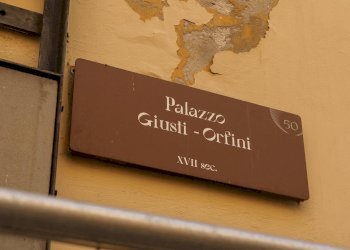 Palazzo
Giusti - Orfini
XVII sec.
50